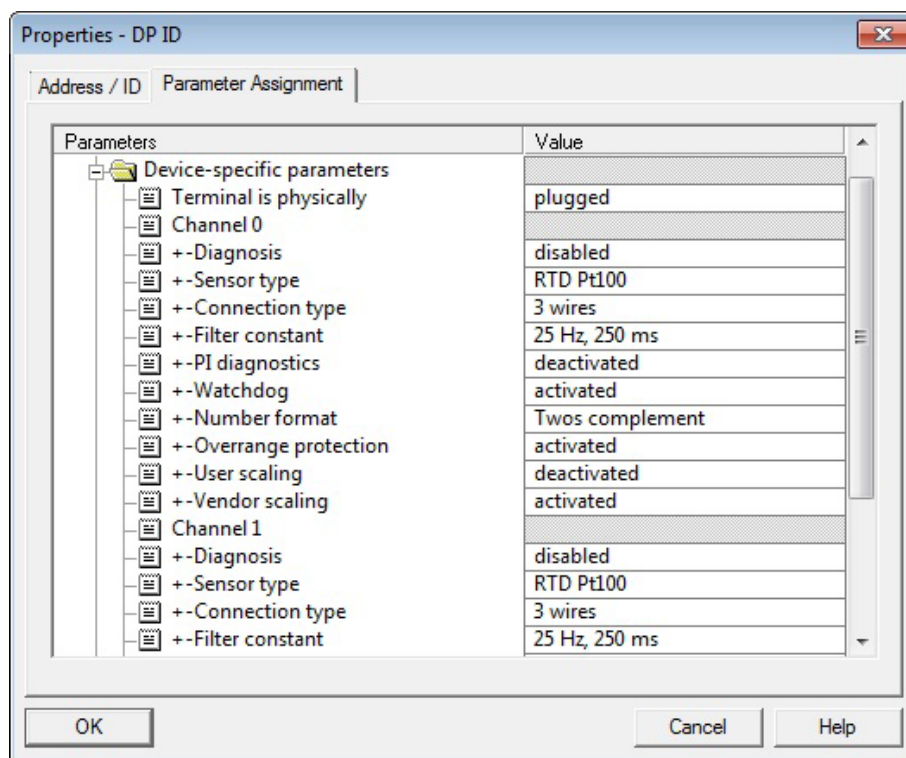 Properties - DP ID
Address / ID Parameter Assignment
Parameters Value
Device-specific parameters
Terminal is physically plugged
Channel 0
+-Diagnosis disabled
+-Sensor type RTD Pt100
+-Connection type 3 wires
+-Filter constant 25 Hz, 250 ms
+-PI diagnostics deactivated
+-Watchdog activated
+-Number format Twos complement
+-Overrange protection activated
+-User scaling deactivated
+-Vendor scaling activated
Channel 1
+-Diagnosis disabled
+-Sensor type RTD Pt100
+-Connection type 3 wires
+-Filter constant 25 Hz, 250 ms
OK Cancel Help